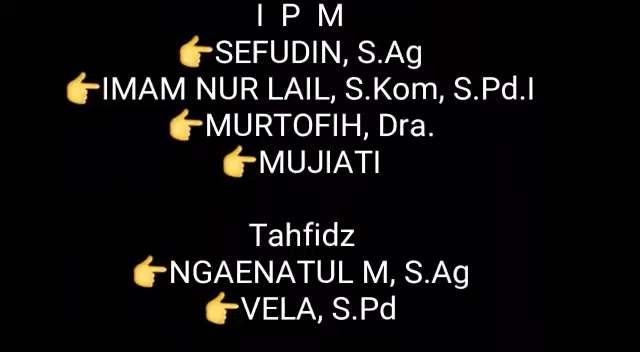 I P M
👉SEFUDIN, S.Ag
👉IMAM NUR LAIL, S.Kom, S.Pd.I
👉MURTOFIH, Dra.
👉MUJIATI
Tahfidz
👉NGAENATUL M, S.Ag
👉VELA, S.Pd